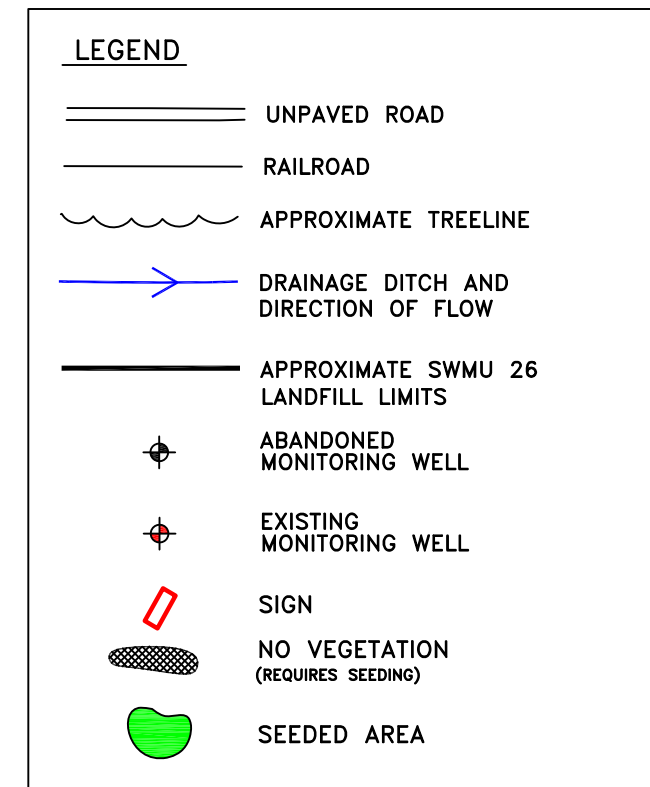 LEGEND
UNPAVED ROAD
RAILROAD
APPROXIMATE TREELINE
DRAINAGE DITCH AND
DIRECTION OF FLOW
APPROXIMATE SWMU 26
LANDFILL LIMITS
ABANDONED
MONITORING WELL
EXISTING
MONITORING WELL
SIGN
NO VEGETATION
(REQUIRES SEEDING)
SEEDED AREA